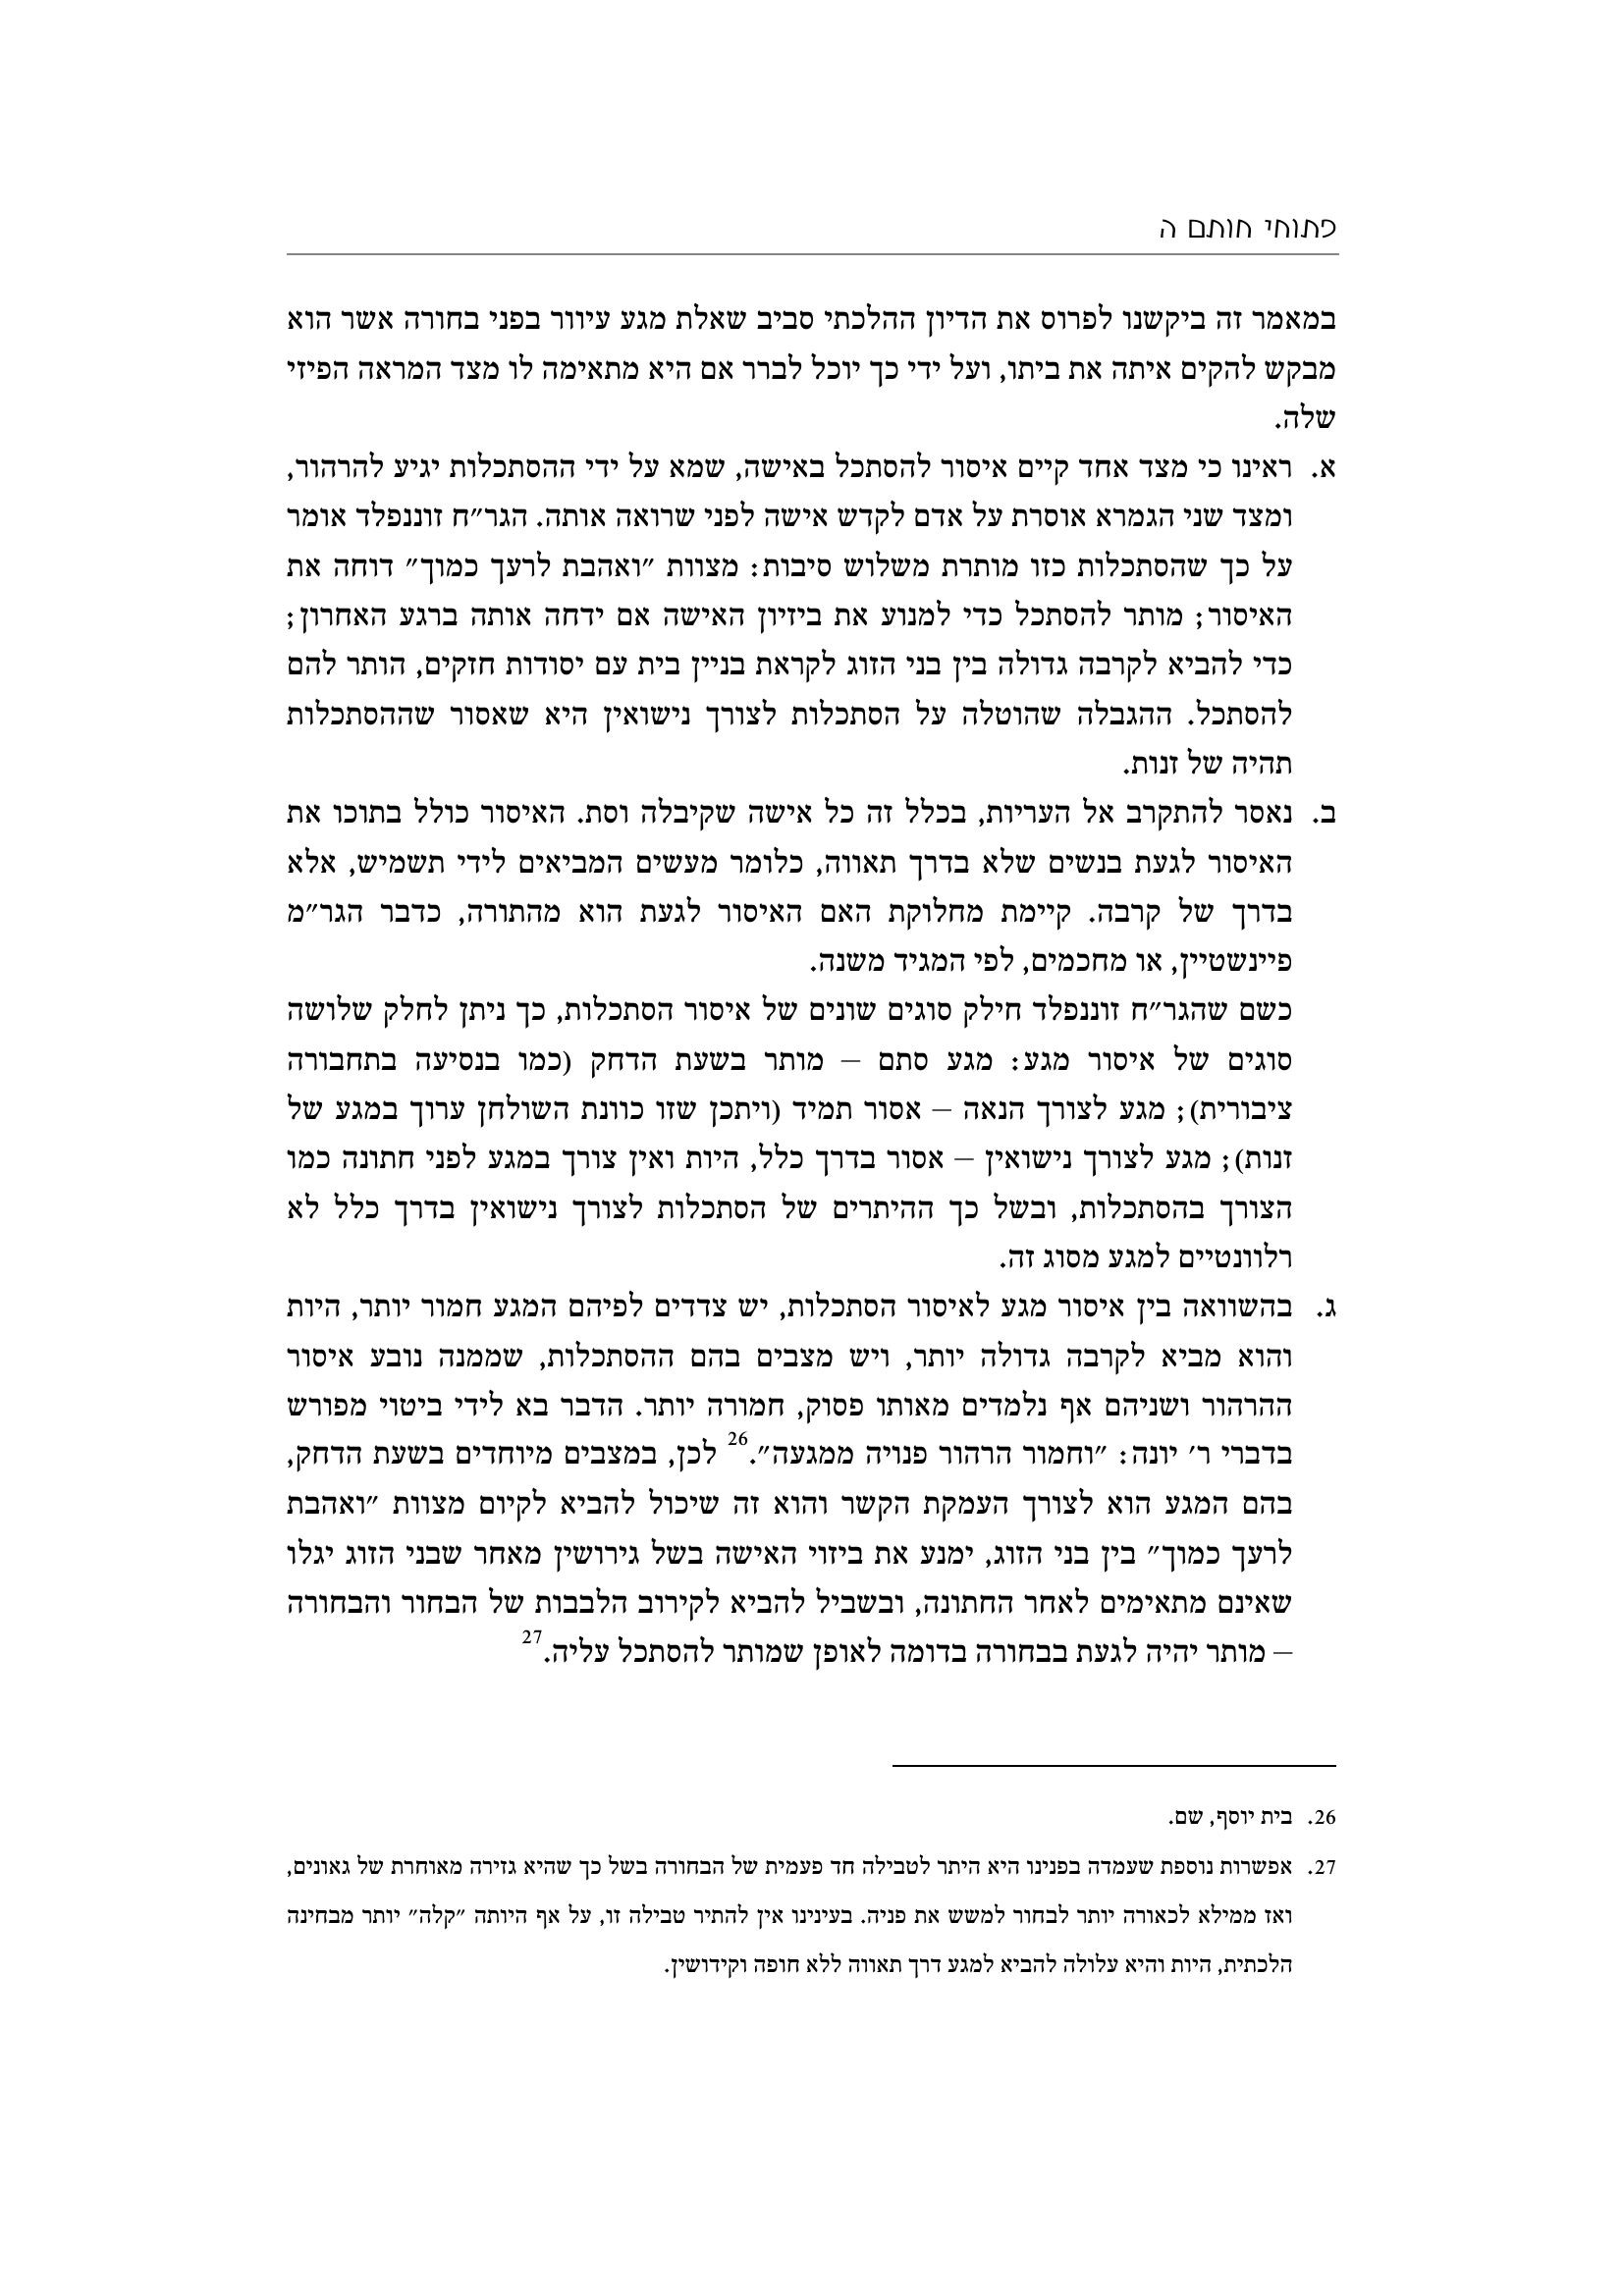 פתוחי חותם ה
במאמר זה ביקשנו לפרוס את הדיון ההלכתי סביב שאלת מגע עיוור בפני בחורה אשר הוא
מבקש להקים איתה את ביתו, ועל ידי כך יוכל לברר אם היא מתאימה לו מצד המראה הפיזי
שלה.
א. ראינו כי מצד אחד קיים איסור להסתכל באישה, שמא על ידי ההסתכלות יגיע להרהור,
ומצד שני הגמרא אוסרת על אדם לקדש אישה לפני שרואה אותה. הגר״ח זוננפלד אומר
על כך שהסתכלות כזו מותרת משלוש סיבות: מצוות ״ואהבת לרעך כמוך״ דוחה את
האיסור; מותר להסתכל כדי למנוע את ביזיון האישה אם ידחה אותה ברגע האחרון;
כדי להביא לקרבה גדולה בין בני הזוג לקראת בניין בית עם יסודות חזקים, הותר להם
להסתכל. ההגבלה שהוטלה על הסתכלות לצורך נישואין היא שאסור שההסתכלות
תהיה של זנות.
ב. נאסר להתקרב אל העריות, בכלל זה כל אישה שקיבלה וסת. האיסור כולל בתוכו את
האיסור לגעת בנשים שלא בדרך תאווה, כלומר מעשים המביאים לידי תשמיש, אלא
בדרך של קרבה. קיימת מחלוקת האם האיסור לגעת הוא מהתורה, כדבר הגר״מ
פיינשטיין, או מחכמים, לפי המגיד משנה.
כשם שהגר״ח זוננפלד חילק סוגים שונים של איסור הסתכלות, כך ניתן לחלק שלושה
סוגים של איסור מגע: מגע סתם – מותר בשעת הדחק (כמו בנסיעה בתחבורה
ציבורית); מגע לצורך הנאה – אסור תמיד (ויתכן שזו כוונת השולחן ערוך במגע של
זנות); מגע לצורך נישואין – אסור בדרך כלל, היות ואין צורך במגע לפני חתונה כמו
הצורך בהסתכלות, ובשל כך ההיתרים של הסתכלות לצורך נישואין בדרך כלל לא
רלוונטיים למגע מסוג זה.
ג. בהשוואה בין איסור מגע לאיסור הסתכלות, יש צדדים לפיהם המגע חמור יותר, היות
והוא מביא לקרבה גדולה יותר, ויש מצבים בהם ההסתכלות, שממנה נובע איסור
ההרהור ושניהם אף נלמדים מאותו פסוק, חמורה יותר. הדבר בא לידי ביטוי מפורש
בדברי ר׳ יונה: ״וחמור הרהור פנויה ממגעה״.26 לכן, במצבים מיוחדים בשעת הדחק,
בהם המגע הוא לצורך העמקת הקשר והוא זה שיכול להביא לקיום מצוות ״ואהבת
לרעך כמוך״ בין בני הזוג, ימנע את ביזוי האישה בשל גירושין מאחר שבני הזוג יגלו
שאינם מתאימים לאחר החתונה, ובשביל להביא לקירוב הלבבות של הבחור והבחורה
– מותר יהיה לגעת בבחורה בדומה לאופן שמותר להסתכל עליה.27
26. בית יוסף, שם.
27. אפשרות נוספת שעמדה בפנינו היא היתר לטבילה חד פעמית של הבחורה בשל כך שהיא גזירה מאוחרת של גאונים,
ואז ממילא לכאורה יותר לבחור למשש את פניה. בעינינו אין להתיר טבילה זו, על אף היותה ״קלה״ יותר מבחינה
הלכתית, היות והיא עלולה להביא למגע דרך תאווה ללא חופה וקידושין.